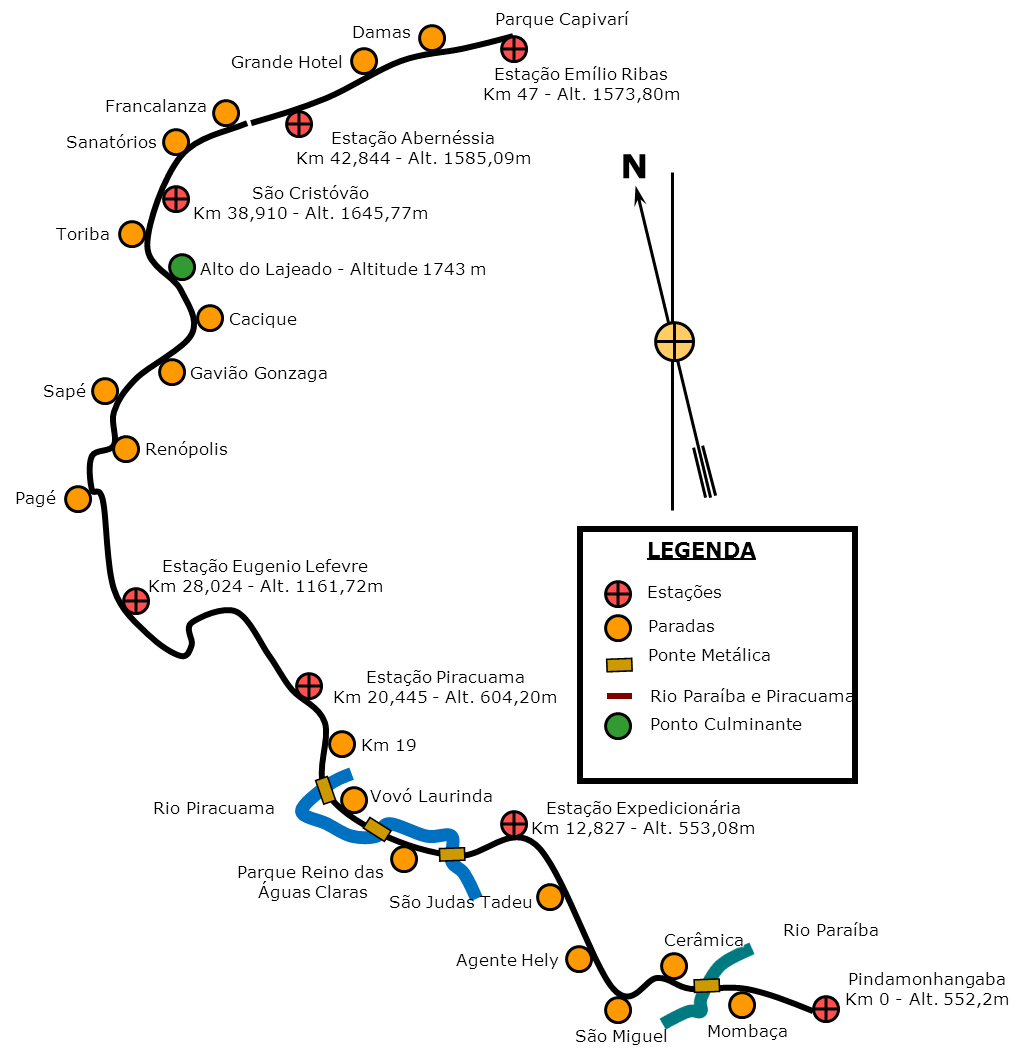 Parque Capivarí
Damas
Grande Hotel
Estação Emílio Ribas
Km 47 - Alt. 1573,80m
Francalanza
Sanatórios
Estação Abernéssia
Km 42,844 - Alt. 1585,09m
N
São Cristóvão
Km 38,910 - Alt. 1645,77m
Toriba
Alto do Lajeado - Altitude 1743 m
Cacique
Gavião Gonzaga
Sapé
Renópolis
Pagé
LEGENDA
Estações
Paradas
Ponte Metálica
Rio Paraíba e Piracuama
Ponto Culminante
Estação Eugenio Lefevre
Km 28,024 - Alt. 1161,72m
Estação Piracuama
Km 20,445 - Alt. 604,20m
Km 19
Vovó Laurinda
Rio Piracuama
Estação Expedicionária
Km 12,827 - Alt. 553,08m
Parque Reino das
Águas Claras
São Judas Tadeu
Agente Hely
Cerâmica
Rio Paraíba
Pindamonhangaba
Km 0 - Alt. 552,2m
São Miguel
Mombaça